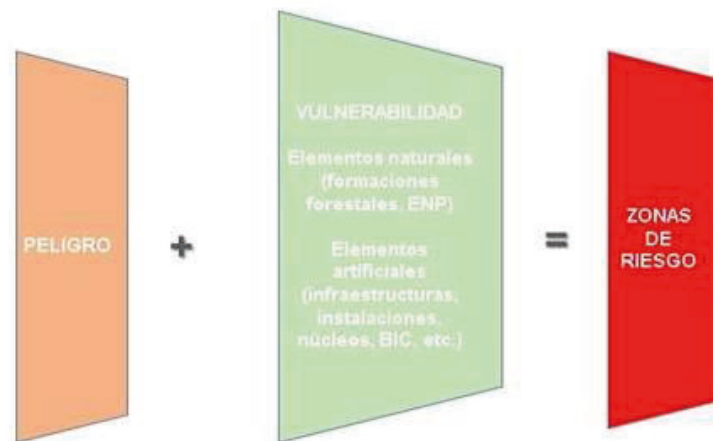 PELIGRO
+
VULNERABILIDAD
Elementos naturales
(formaciones
forestales, ENP)
Elementos
artificiales
(infraestructuras,
instalaciones,
núcleos, BIC, etc.)
=
ZONAS
DE
RIESGO